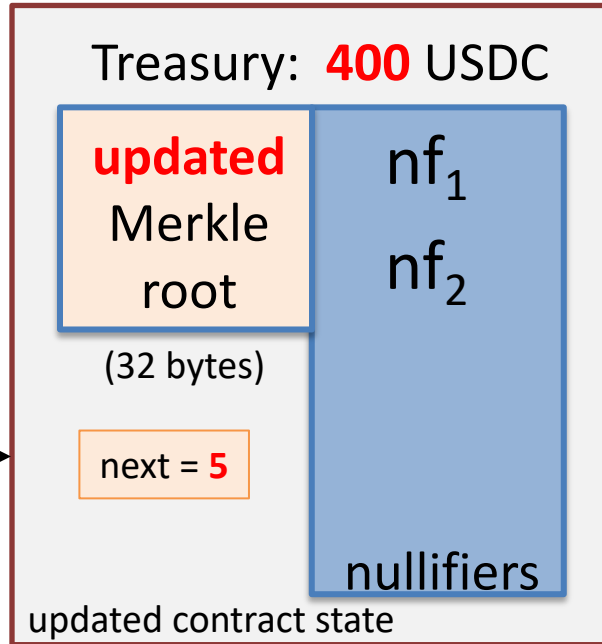 Treasury: 400 USDC
updated
Merkle
root
(32 bytes)
next = 5
nf₁
nf₂
nullifiers
updated contract state